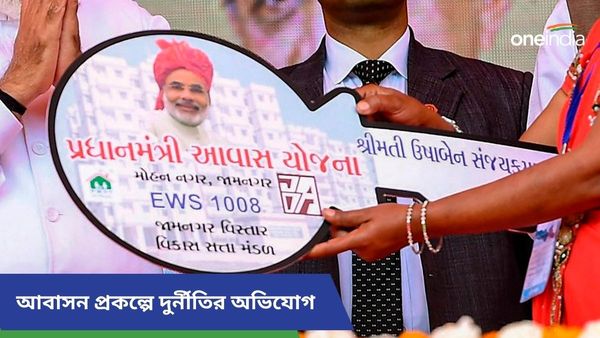 oneindia
પ્રધાનમંત્રી આવાસ યોજના
મોહન નગર, જામનગર
EWS 1008
જામનગર વિસ્તાર
વિકાસ સત્તા મંડળ
શ્રીમતી ઉષાબેન સંજયકુમા
আবাসন প্রকল্পে দুর্নীতির অভিযোগ